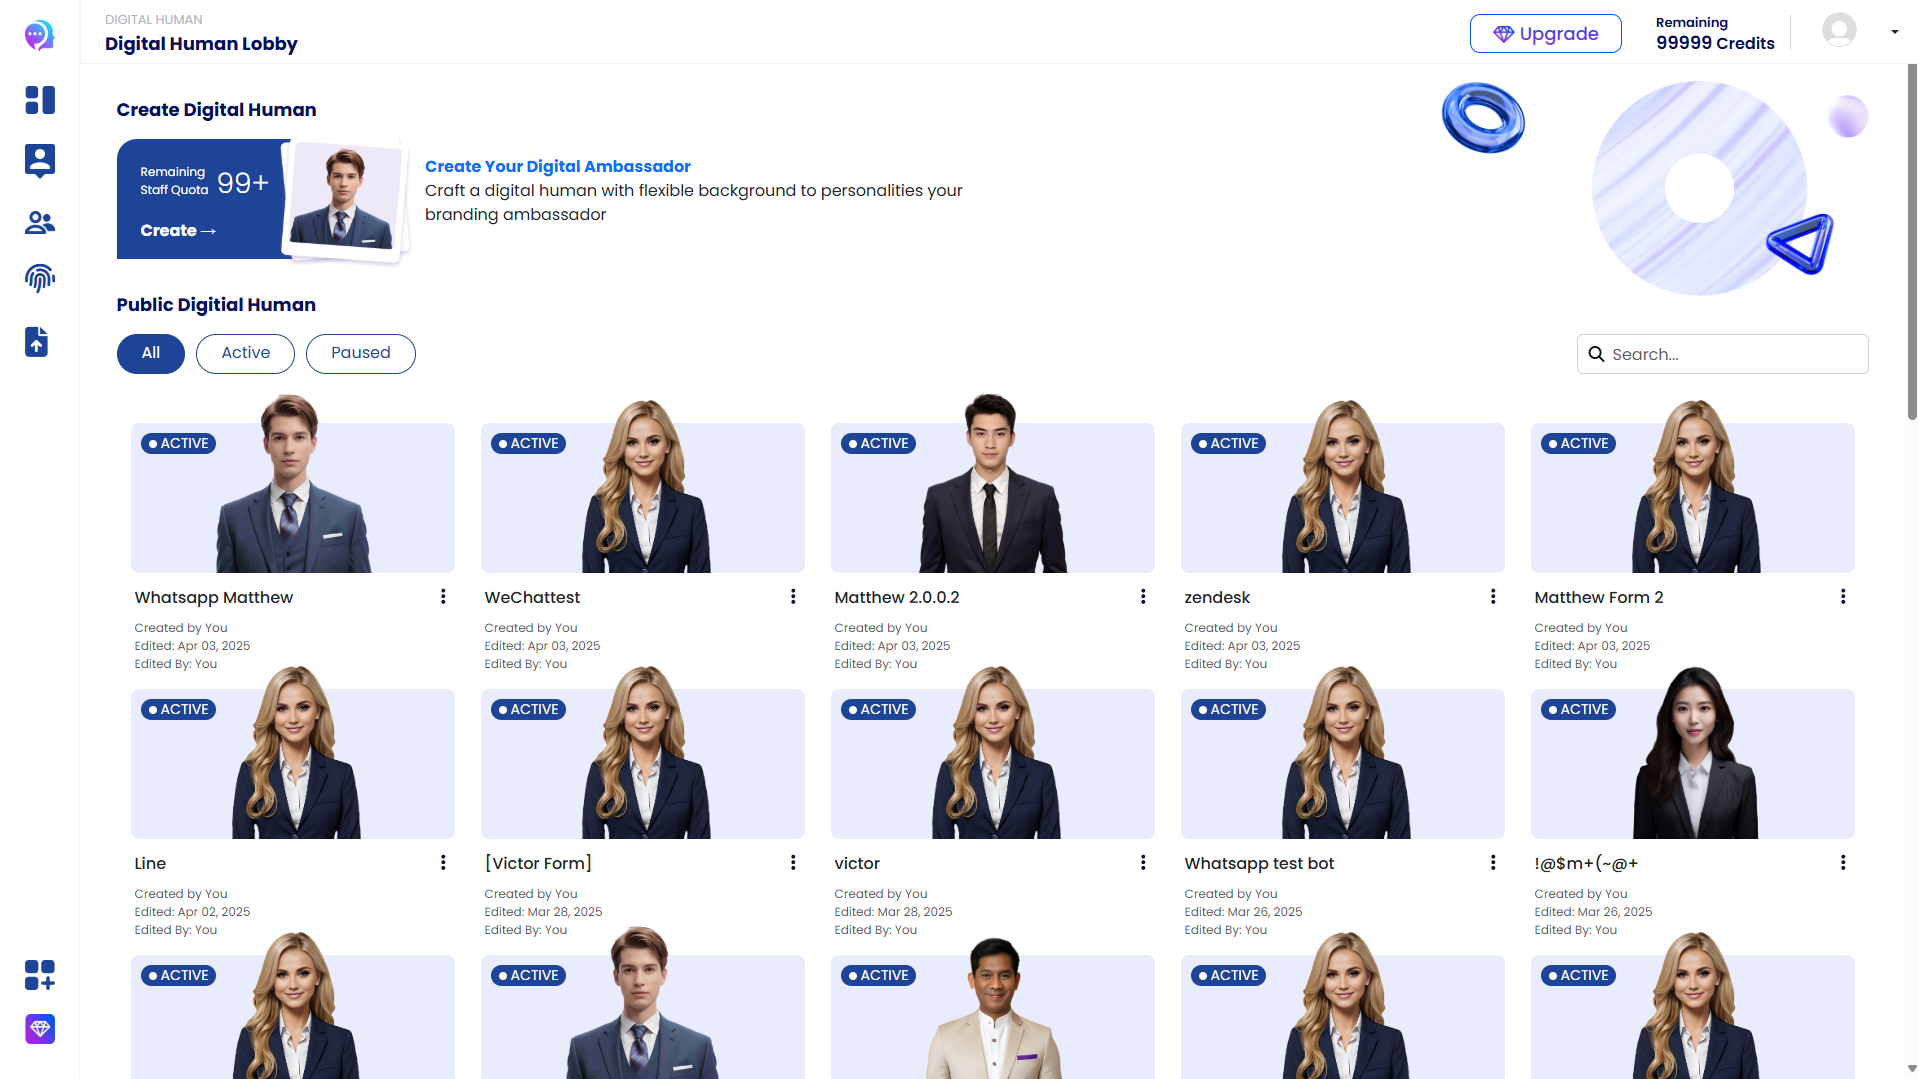 DIGITAL HUMAN
Digital Human Lobby
Upgrade
Remaining
99999 Credits
Create Digital Human
Remaining
Staff Quota
99+
Create →
Create Your Digital Ambassador
Craft a digital human with flexible background to personalities your
branding ambassador
Public Digitial Human
All
Active
Paused
Search...
ACTIVE
ACTIVE
ACTIVE
ACTIVE
ACTIVE
Whatsapp Matthew
Created by You
Edited: Apr 03, 2025
Edited By: You
WeChattest
Created by You
Edited: Apr 03, 2025
Edited By: You
Matthew 2.0.0.2
Created by You
Edited: Apr 03, 2025
Edited By: You
zendesk
Created by You
Edited: Apr 03, 2025
Edited By: You
Matthew Form 2
Created by You
Edited: Apr 03, 2025
Edited By: You
ACTIVE
ACTIVE
ACTIVE
ACTIVE
ACTIVE
Line
Created by You
Edited: Apr 02, 2025
Edited By: You
[Victor Form]
Created by You
Edited: Mar 28, 2025
Edited By: You
victor
Created by You
Edited: Mar 28, 2025
Edited By: You
Whatsapp test bot
Created by You
Edited: Mar 26, 2025
Edited By: You
!@$m+(~@+
Created by You
Edited: Mar 26, 2025
Edited By: You
ACTIVE
ACTIVE
ACTIVE
ACTIVE
ACTIVE